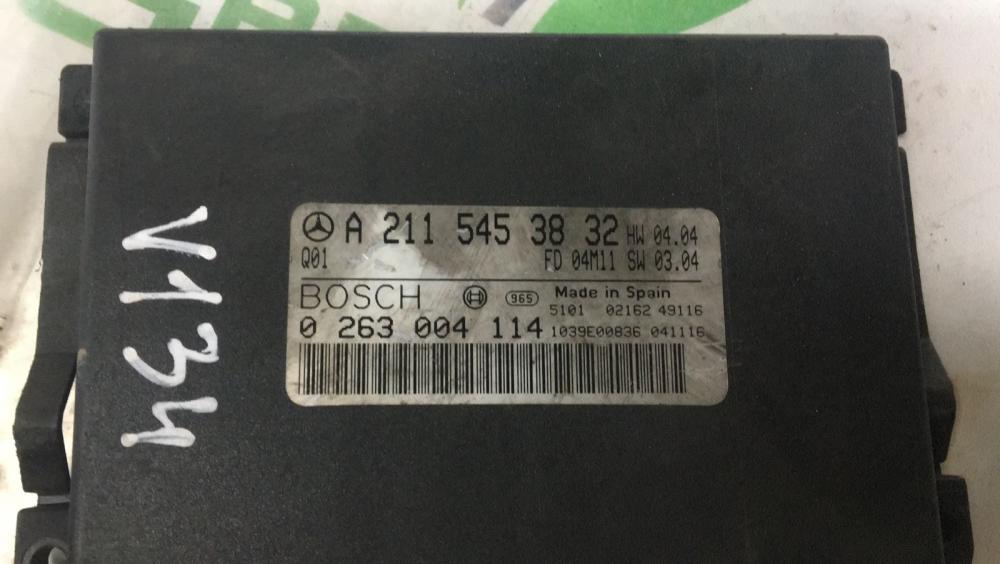 A 211 545 38 32 HW 04.04
Q01 FD 04M11 SW 03.04
BOSCH 965 Made in Spain
5101 02162 49116
0 263 004 114 1039E00836 041116
V134